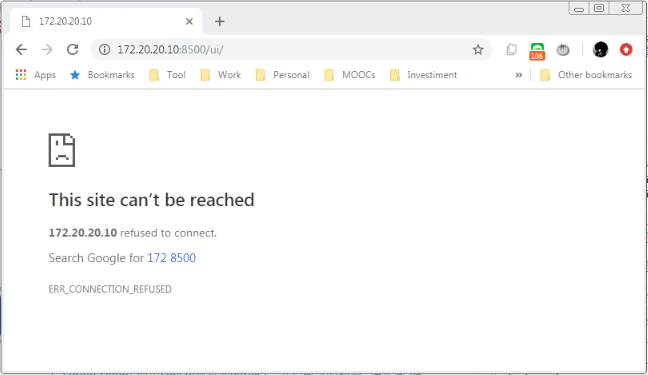 172.20.20.10
172.20.20.10:8500/ui/
106
Apps Bookmarks Tool Work Personal MOOCs Investiment » Other bookmarks
This site can't be reached
172.20.20.10 refused to connect.
Search Google for 172 8500
ERR_CONNECTION_REFUSED